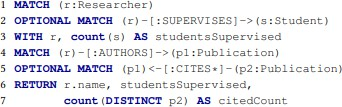 1 MATCH (r:Researcher)
2 OPTIONAL MATCH (r)-[:SUPERVISES]->(s:Student)
3 WITH r, count(s) AS studentsSupervised
4 MATCH (r)-[:AUTHORS]->(p1:Publication)
5 OPTIONAL MATCH (p1)<-[:CITES*]-(p2:Publication)
6 RETURN r.name, studentsSupervised,
7 count(DISTINCT p2) AS citedCount